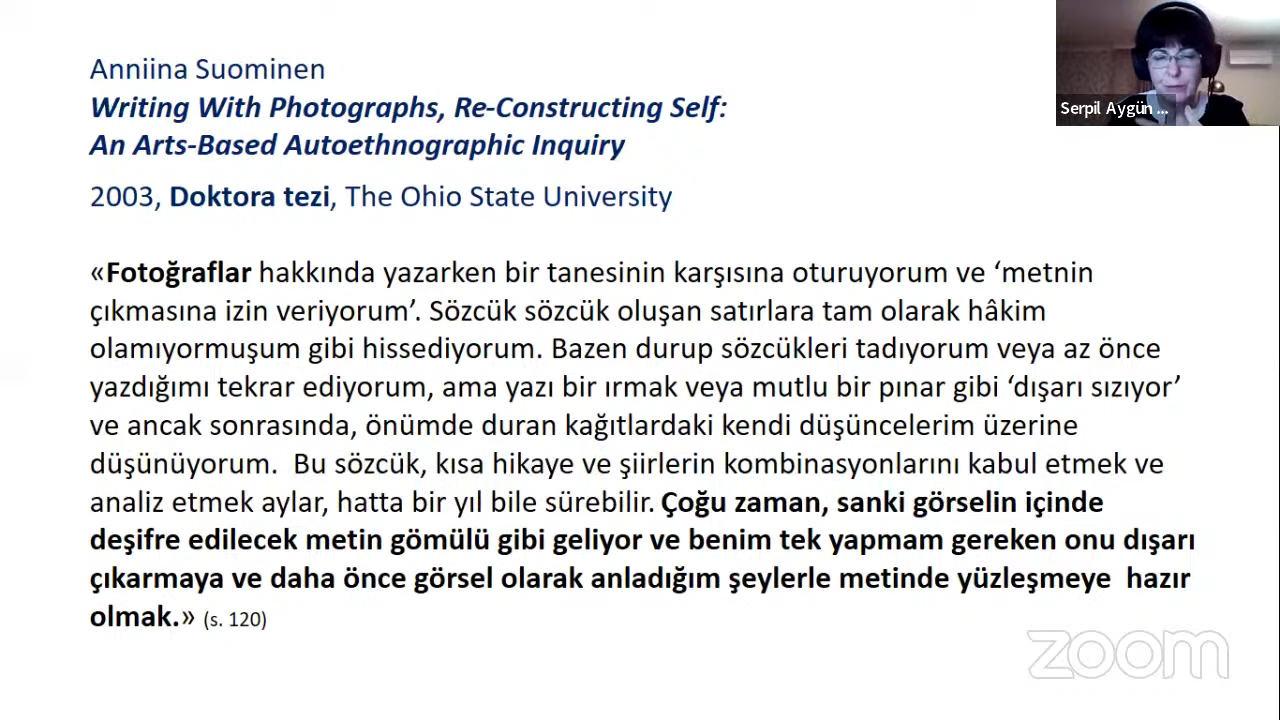 Anniina Suominen
Writing With Photographs, Re-Constructing Self:
An Arts-Based Autoethnographic Inquiry
2003, Doktora tezi, The Ohio State University
«Fotoğraflar hakkında yazarken bir tanesinin karşısına oturuyorum ve ‘metnin
çıkmasına izin veriyorum’. Sözcük sözcük oluşan satırlara tam olarak hâkim
olamıyormuşum gibi hissediyorum. Bazen durup sözcükleri tadıyorum veya az önce
yazdığımı tekrar ediyorum, ama yazı bir ırmak veya mutlu bir pınar gibi ‘dışarı sızıyor’
ve ancak sonrasında, önümde duran kağıtlardaki kendi düşüncelerim üzerine
düşünüyorum.  Bu sözcük, kısa hikaye ve şiirlerin kombinasyonlarını kabul etmek ve
analiz etmek aylar, hatta bir yıl bile sürebilir. Çoğu zaman, sanki görselin içinde
deşifre edilecek metin gömülü gibi geliyor ve benim tek yapmam gereken onu dışarı
çıkarmaya ve daha önce görsel olarak anladığım şeylerle metinde yüzleşmeye  hazır
olmak.» (s. 120)
Serpil Aygün ...
zoom